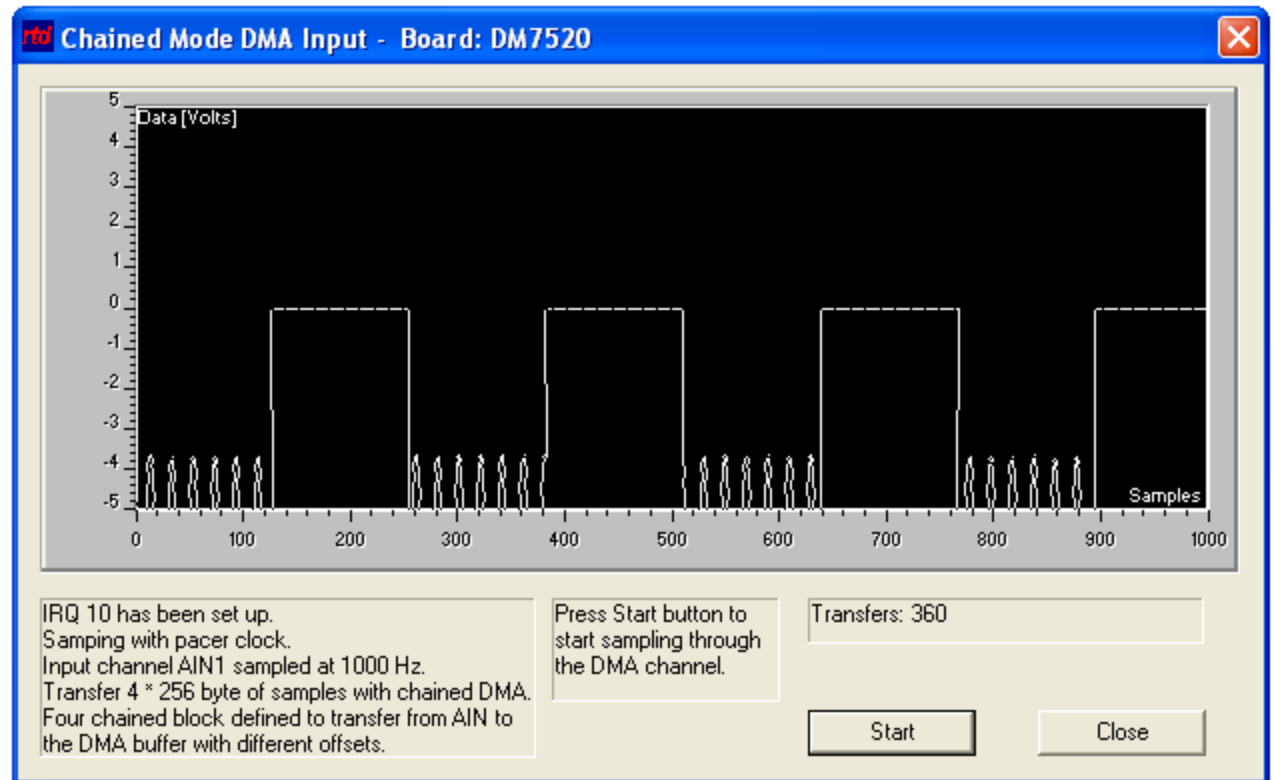 rtd Chained Mode DMA Input - Board: DM7520
5
Data [Volts]
4
3
2
1
0
-1
-2
-3
-4
-5
Samples
0 100 200 300 400 500 600 700 800 900 1000
IRQ 10 has been set up.
Samping with pacer clock.
Input channel AIN1 sampled at 1000 Hz.
Transfer 4 * 256 byte of samples with chained DMA.
Four chained block defined to transfer from AIN to
the DMA buffer with different offsets.
Press Start button to
start sampling through
the DMA channel.
Transfers: 360
Start
Close